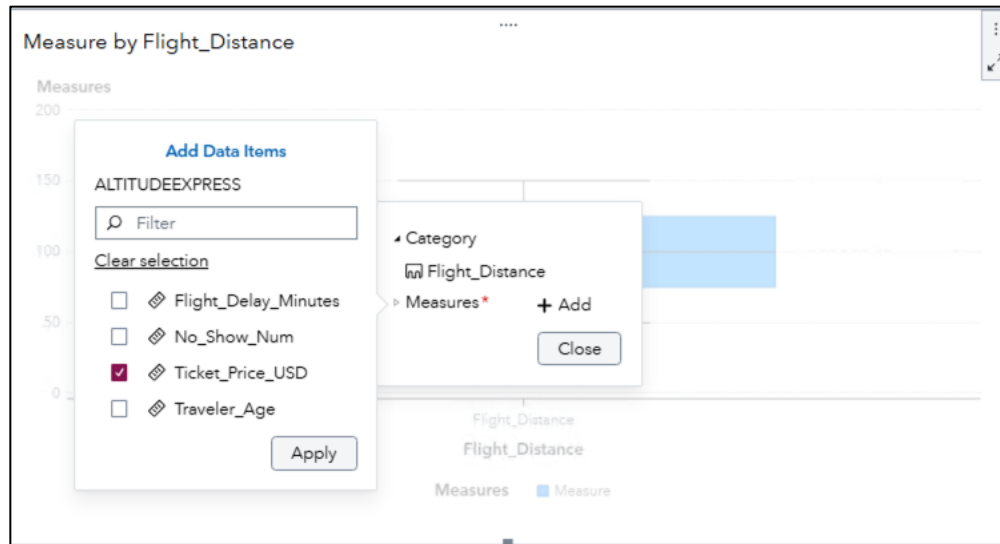 Measure by Flight_Distance
Measures
200
150
100
50
0
Add Data Items
ALTITUDEEXPRESS
Filter
Clear selection
Flight_Delay_Minutes
No_Show_Num
Ticket_Price_USD
Traveler_Age
Apply
Category
Flight_Distance
Measures*
+ Add
Close
Flight_Distance
Flight_Distance
Measures Measure